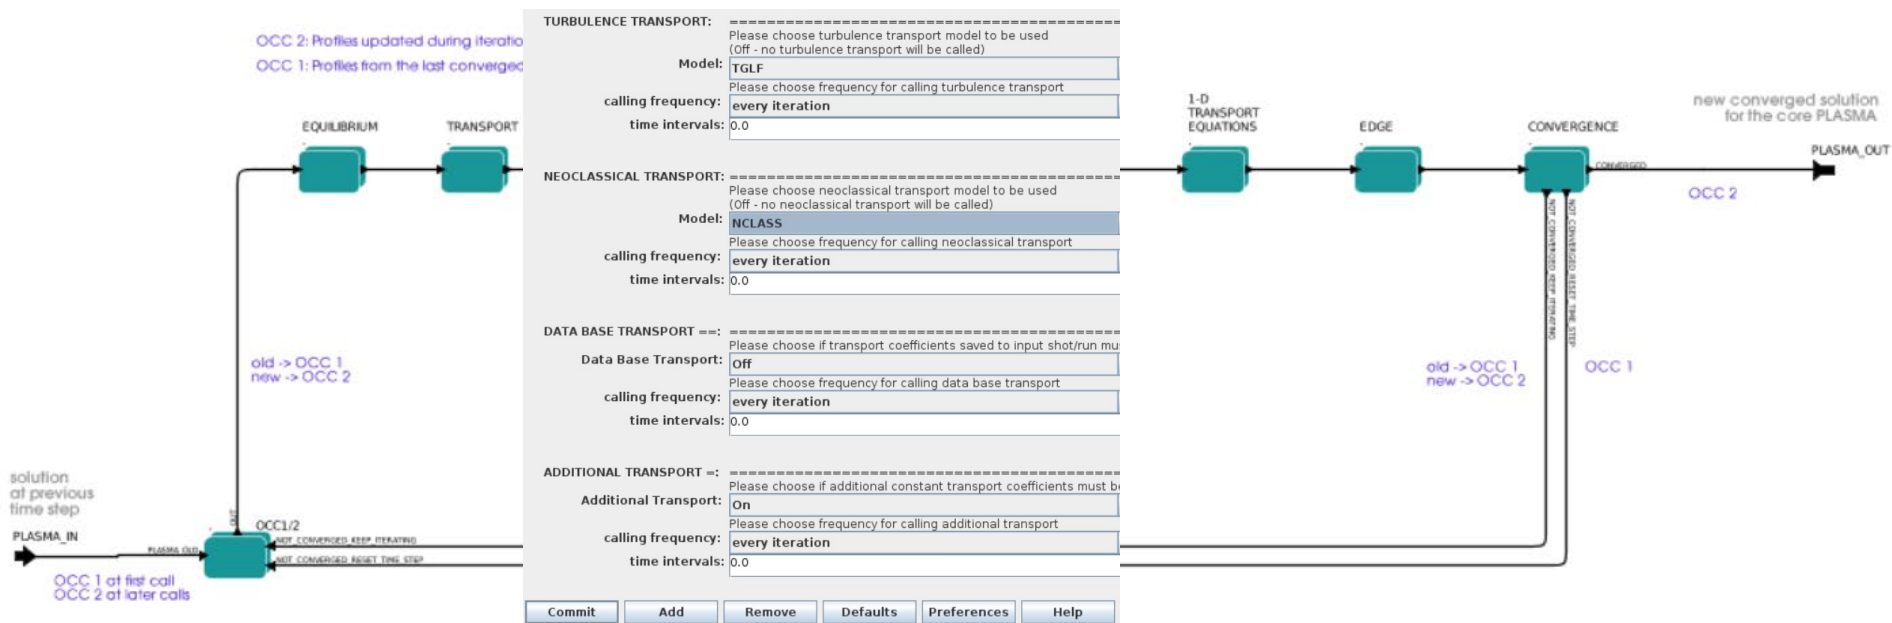 OCC 2: Profiles updated during iteratio
OCC 1: Profiles from the last converged
EQUILIBRIUM
TRANSPORT
old -> OCC 1
new -> OCC 2
solution
at previous
time step
PLASMA_IN
PLASMA_OLD
OCC 1 at first call
OCC 2 at later calls
OUT
OCC1/2
NOT_CONVERGED_KEEP_ITERATING
NOT_CONVERGED_RESET_TIME_STEP
TURBULENCE TRANSPORT: ==========================================
Please choose turbulence transport model to be used
(Off - no turbulence transport will be called)
Model: TGLF
Please choose frequency for calling turbulence transport
calling frequency: every iteration
time intervals: 0.0
NEOCLASSICAL TRANSPORT: ==========================================
Please choose neoclassical transport model to be used
(Off - no neoclassical transport will be called)
Model: NCLASS
Please choose frequency for calling neoclassical transport
calling frequency: every iteration
time intervals: 0.0
DATA BASE TRANSPORT ==: ==========================================
Please choose if transport coefficients saved to input shot/run mu
Data Base Transport: Off
Please choose frequency for calling data base transport
calling frequency: every iteration
time intervals: 0.0
ADDITIONAL TRANSPORT =: ==========================================
Please choose if additional constant transport coefficients must be
Additional Transport: On
Please choose frequency for calling additional transport
calling frequency: every iteration
time intervals: 0.0
Commit Add Remove Defaults Preferences Help
1-D
TRANSPORT
EQUATIONS
EDGE
CONVERGENCE
CONVERGED
new converged solution
for the core PLASMA
PLASMA_OUT
OCC 2
NOT_CONVERGED_KEEP_ITERATING
NOT_CONVERGED_RESET_TIME_STEP
old -> OCC 1
new -> OCC 2
OCC 1